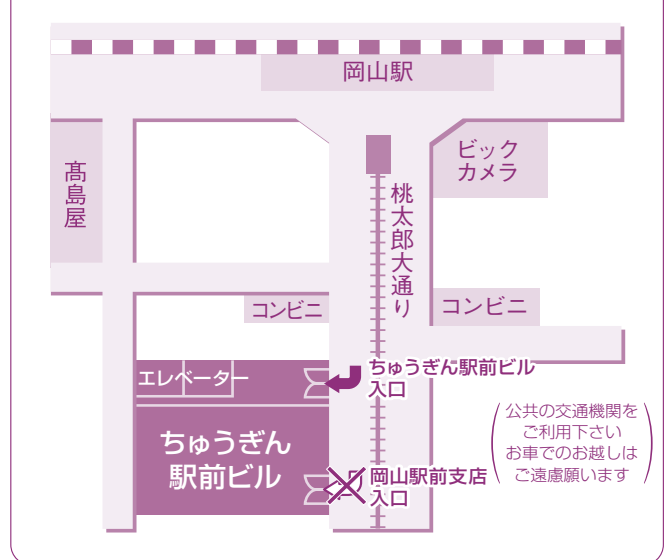 岡山駅
髙島屋
ビック
カメラ
桃太郎大通り
コンビニ
コンビニ
エレベーター
ちゅうぎん駅前ビル
入口
ちゅうぎん
駅前ビル
岡山駅前支店
入口
公共の交通機関を
ご利用下さい
お車でのお越しは
ご遠慮願います